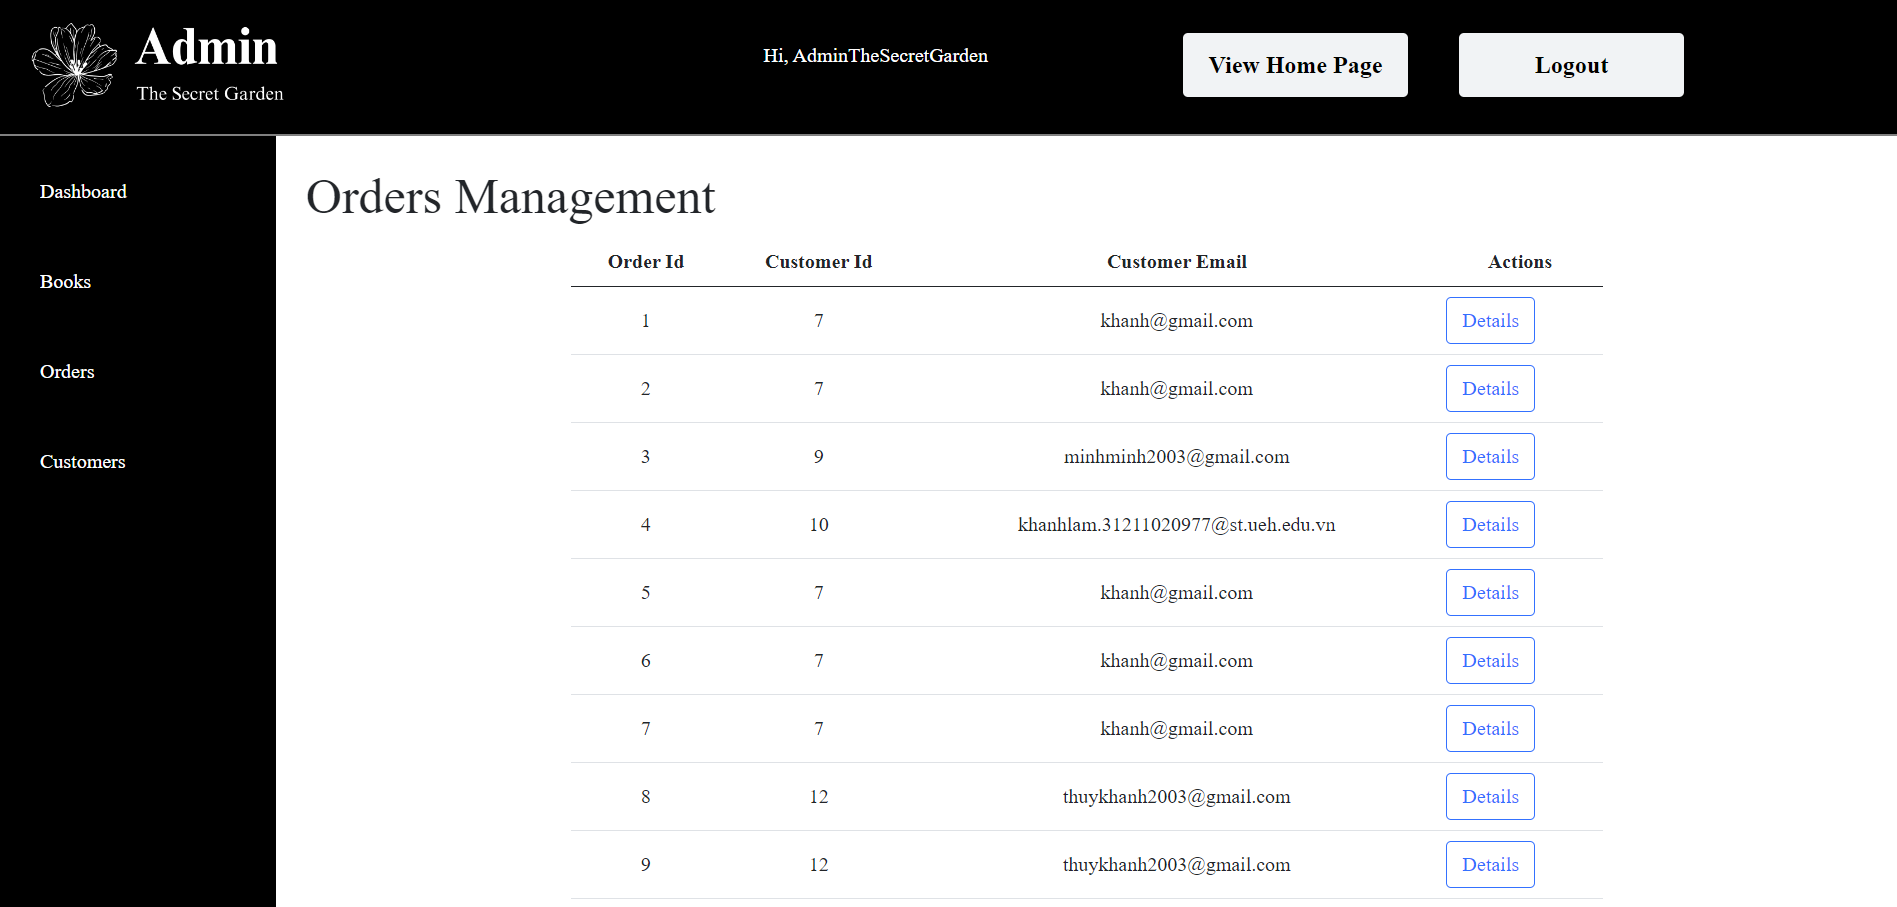 Admin
The Secret Garden
Hi, AdminTheSecretGarden
View Home Page
Logout
Dashboard
Books
Orders
Customers
Orders Management
Order Id Customer Id Customer Email Actions
1 7 khanh@gmail.com Details
2 7 khanh@gmail.com Details
3 9 minhminh2003@gmail.com Details
4 10 khanhlam.31211020977@st.ueh.edu.vn Details
5 7 khanh@gmail.com Details
6 7 khanh@gmail.com Details
7 7 khanh@gmail.com Details
8 12 thuykhanh2003@gmail.com Details
9 12 thuykhanh2003@gmail.com Details